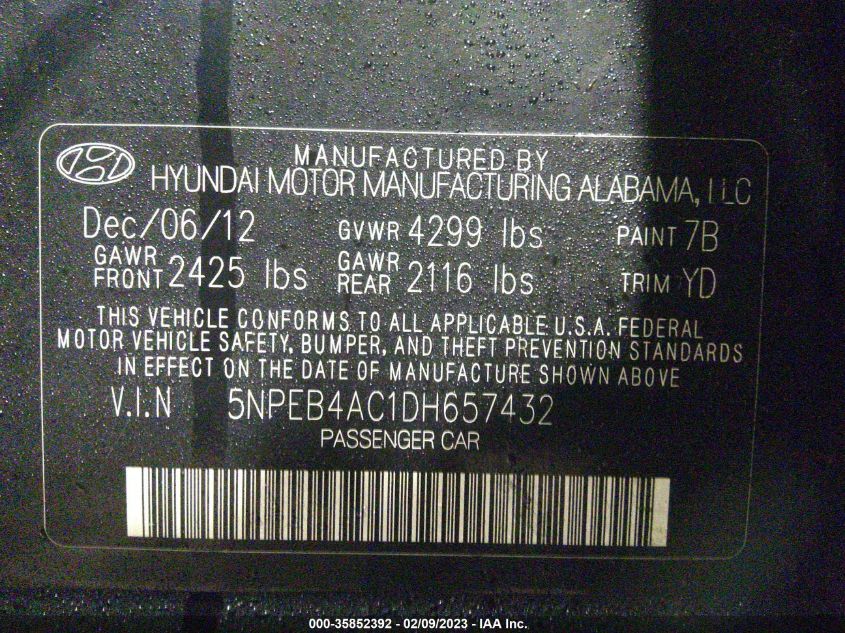 MANUFACTURED BY
HYUNDAI MOTOR MANUFACTURING ALABAMA, LLC
Dec/06/12 GVWR 4299 lbs PAINT 7B
GAWR FRONT 2425 lbs GAWR REAR 2116 lbs TRIM YD
THIS VEHICLE CONFORMS TO ALL APPLICABLE U.S.A. FEDERAL
MOTOR VEHICLE SAFETY, BUMPER, AND THEFT PREVENTION STANDARDS
IN EFFECT ON THE DATE OF MANUFACTURE SHOWN ABOVE
V.I.N 5NPEB4AC1DH657432
PASSENGER CAR
000-35852392 - 02/09/2023 - IAA Inc.